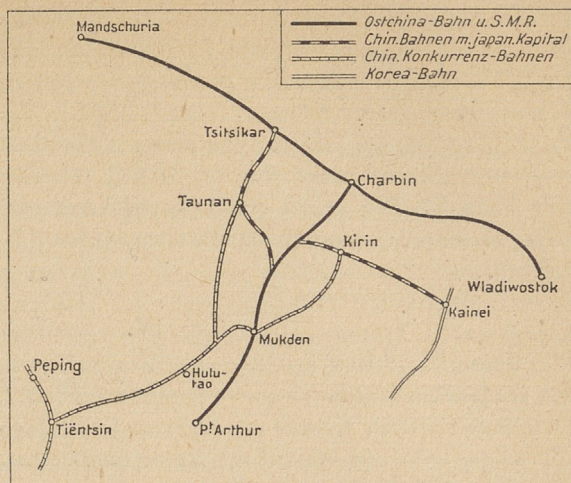 Mandschuria
Ostchina-Bahn u. S.M.R.
Chin. Bahnen m. japan. Kapital
Chin. Konkurrenz-Bahnen
Korea-Bahn
Tsitsikar
Charbin
Taunan
Kirin
Wladiwostok
Kainei
Mukden
Peping
Hulu-
tao
Tiëntsin
Pt Arthur